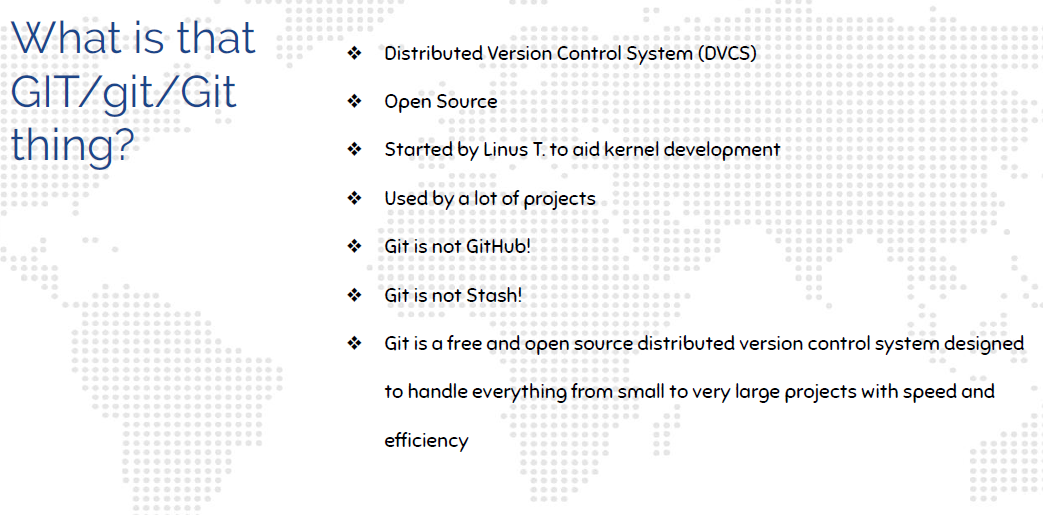 What is that
GIT/git/Git
thing?
❖ Distributed Version Control System (DVCS)
❖ Open Source
❖ Started by Linus T. to aid kernel development
❖ Used by a lot of projects
❖ Git is not GitHub!
❖ Git is not Stash!
❖ Git is a free and open source distributed version control system designed
to handle everything from small to very large projects with speed and
efficiency